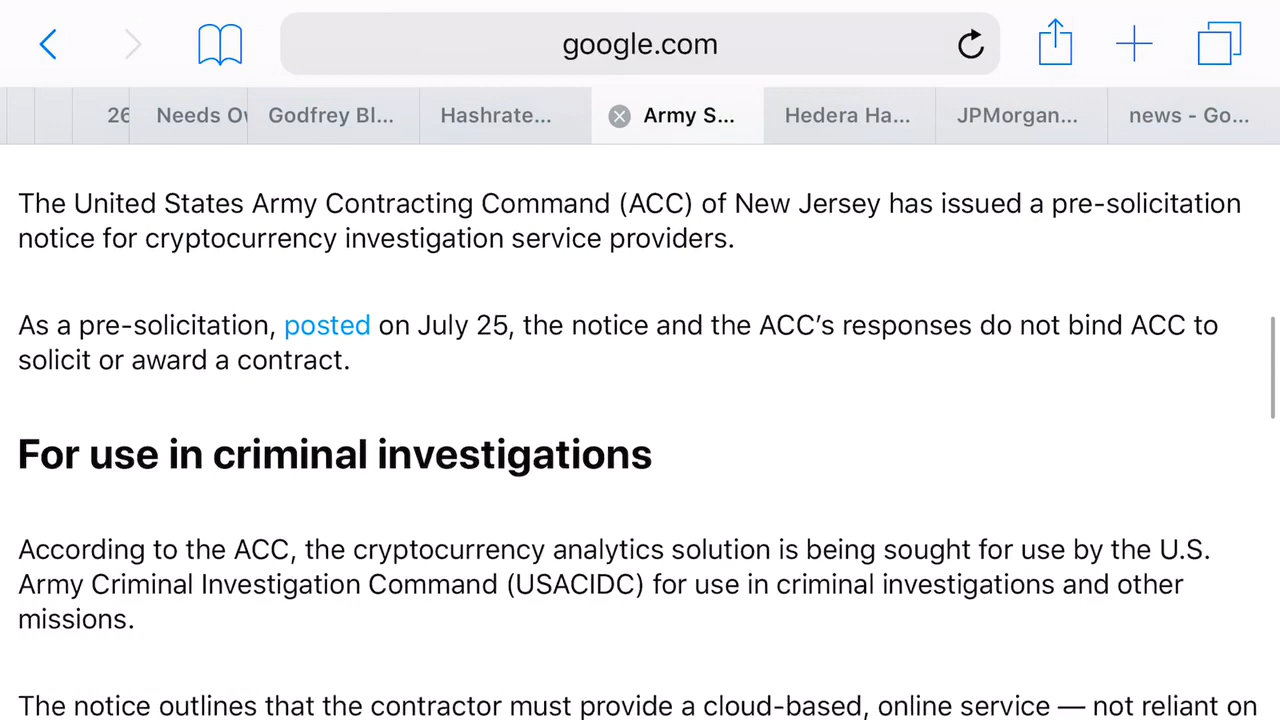 google.com
26 Needs O Godfrey Bl... Hashrate... Army S... Hedera Ha... JPMorgan... news - Go...
The United States Army Contracting Command (ACC) of New Jersey has issued a pre-solicitation
notice for cryptocurrency investigation service providers.
As a pre-solicitation, posted on July 25, the notice and the ACC’s responses do not bind ACC to
solicit or award a contract.
For use in criminal investigations
According to the ACC, the cryptocurrency analytics solution is being sought for use by the U.S.
Army Criminal Investigation Command (USACIDC) for use in criminal investigations and other
missions.
The notice outlines that the contractor must provide a cloud-based, online service — not reliant on